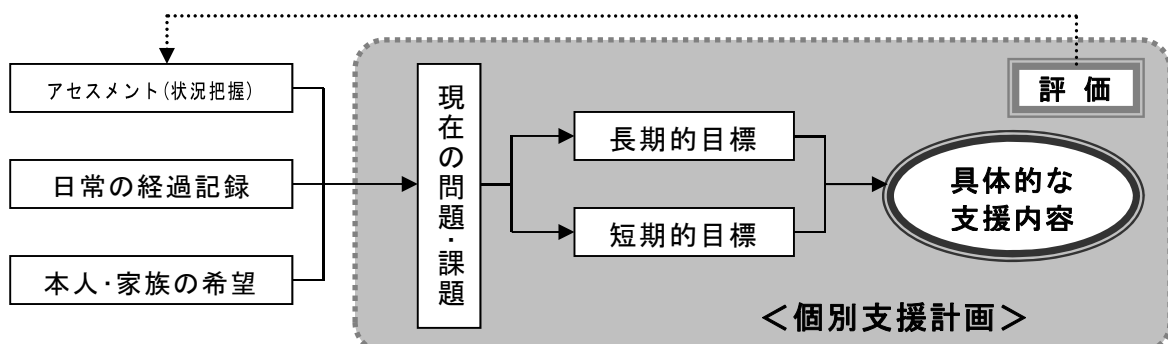 アセスメント(状況把握)
日常の経過記録
本人・家族の希望
現在の問題・課題
長期的目標
短期的目標
評 価
具体的な
支援内容
＜個別支援計画＞